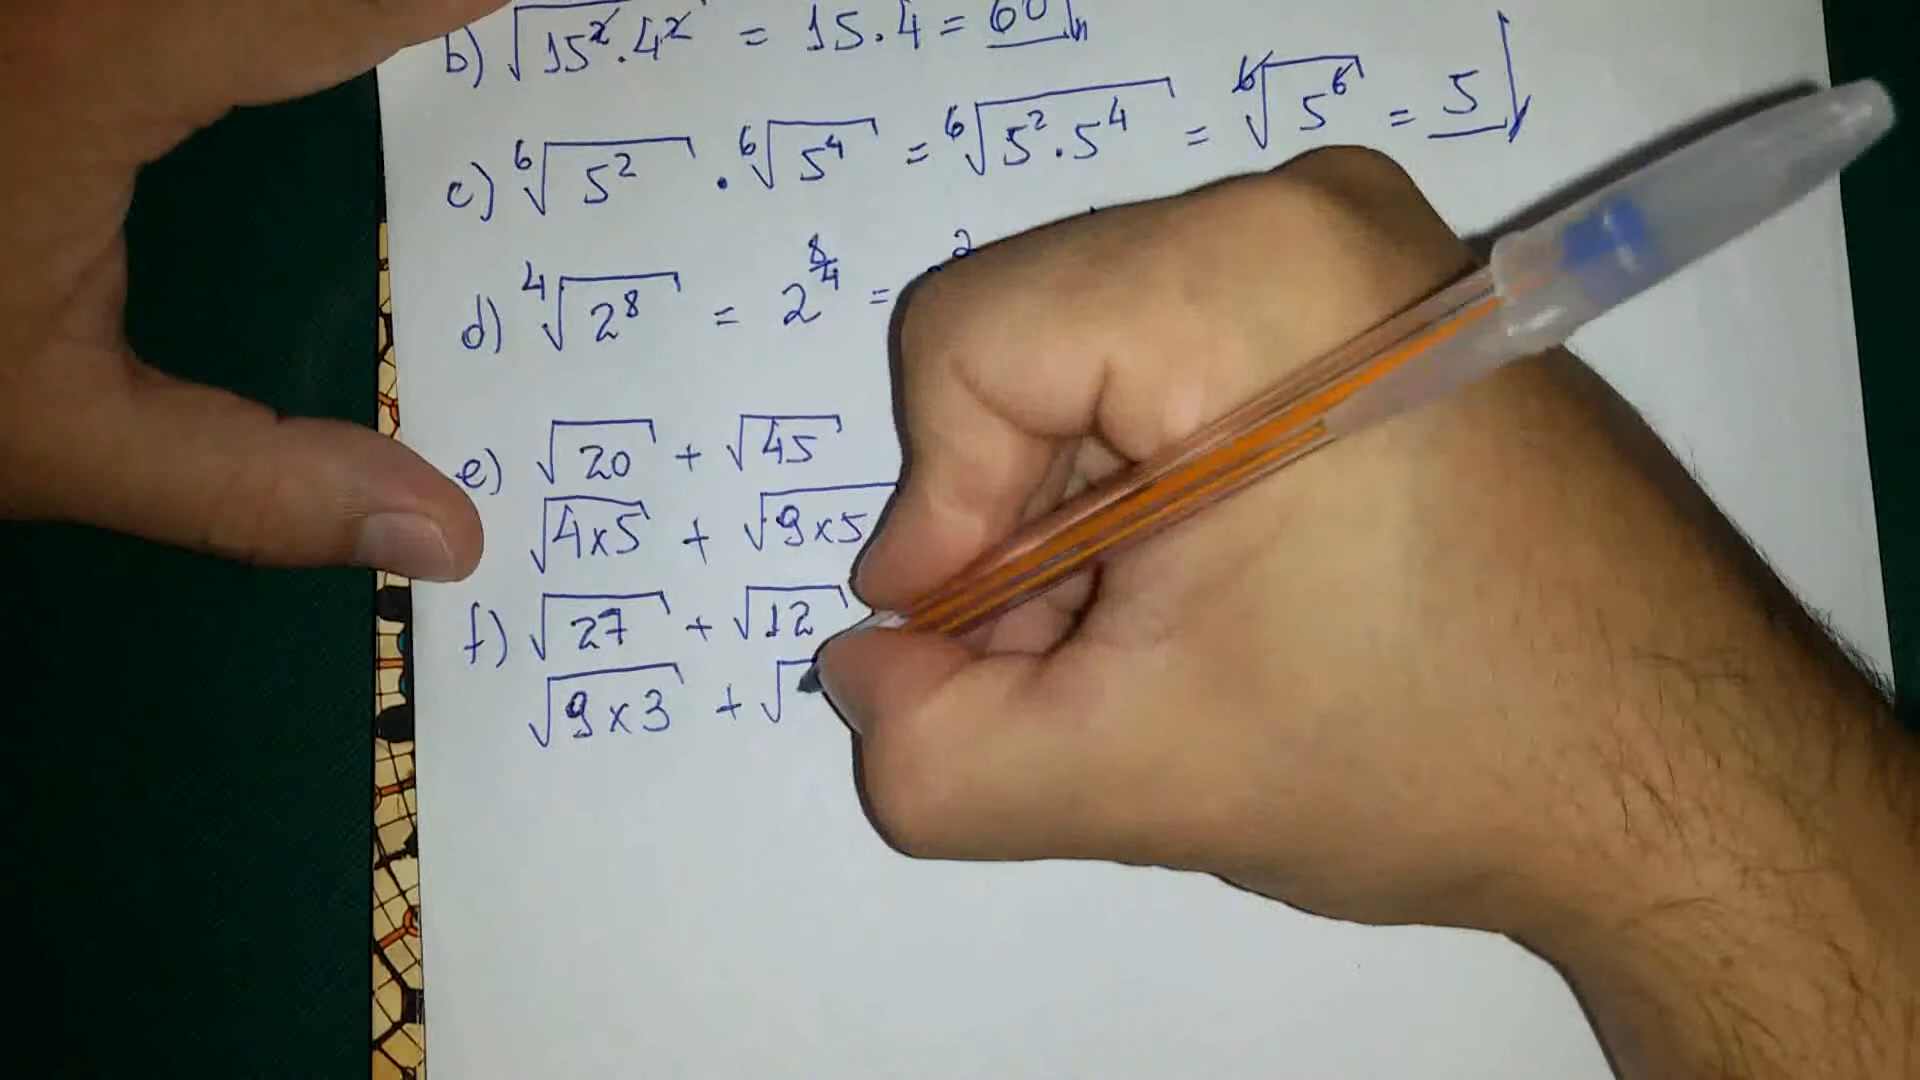 b) √15².4² = 15.4 = 60
c) ⁶√5² . ⁶√5⁴ = ⁶√5².5⁴ = ⁶√5⁶ = 5
d) ⁴√2⁸ = 2^(8/4) = 2
e) √20 + √45
√4x5 + √9x5
f) √27 + √12
√9x3 + √